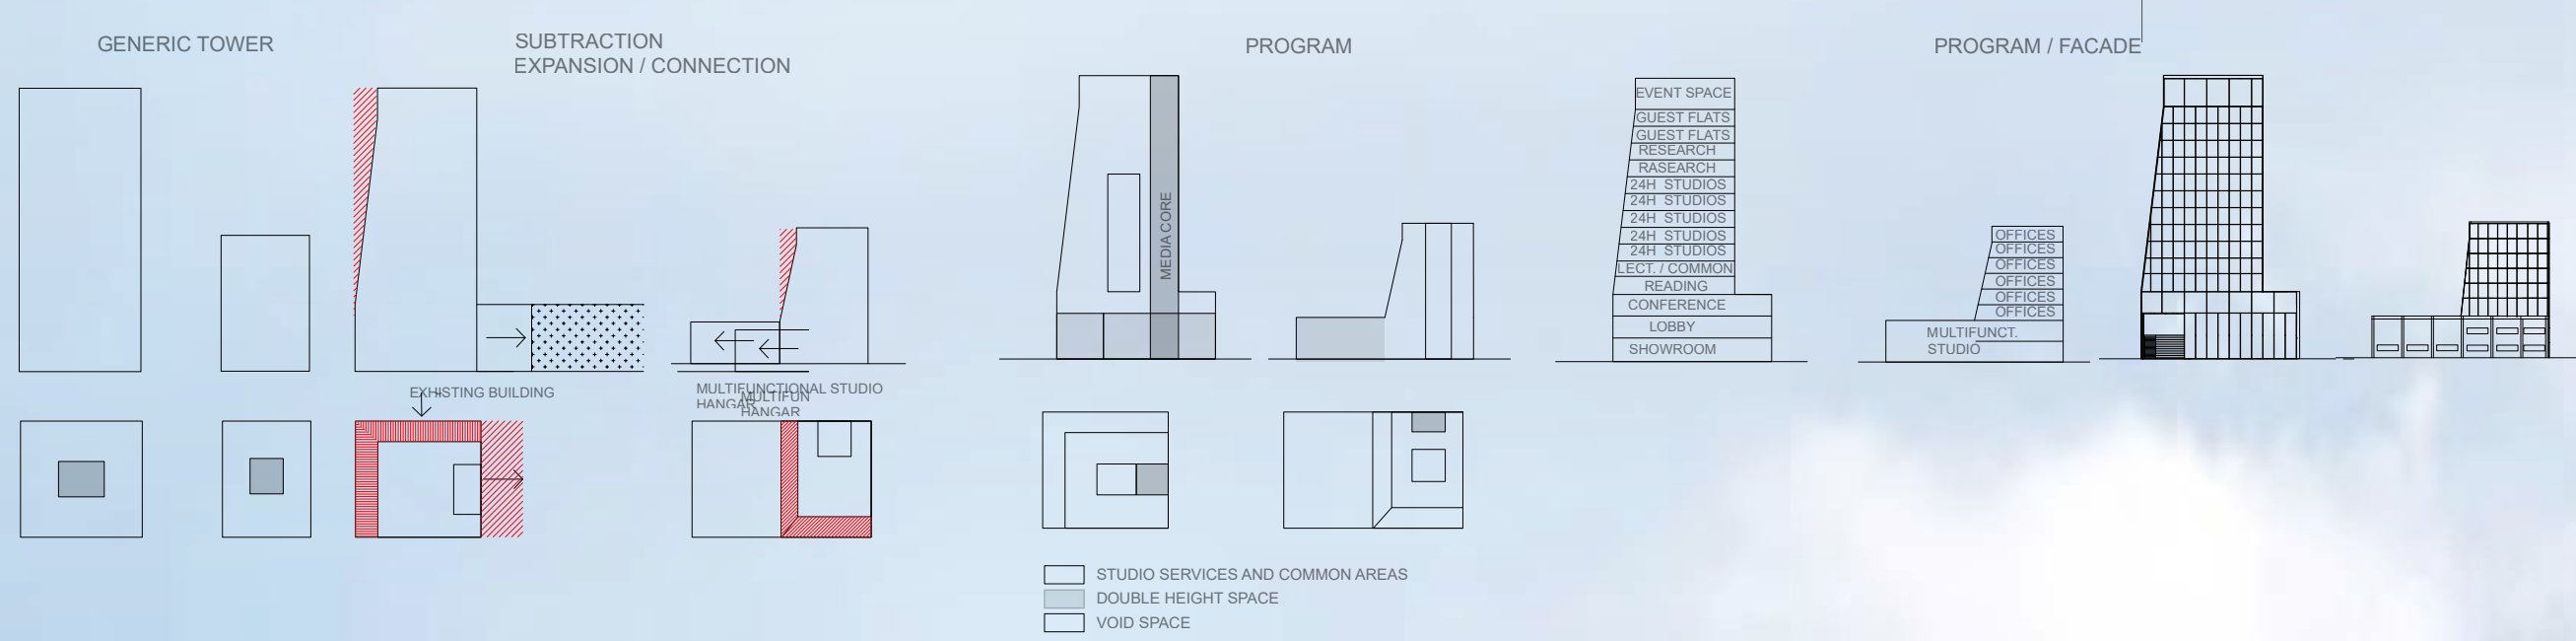 GENERIC TOWER
SUBTRACTION
EXPANSION / CONNECTION
PROGRAM
PROGRAM / FACADE
EXHISTING BUILDING
MULTIFUNCTIONAL STUDIO
HANGAR
MULTIFUN
HANGAR
MEDIA CORE
EVENT SPACE
GUEST FLATS
GUEST FLATS
RESEARCH
RASEARCH
24H STUDIOS
24H STUDIOS
24H STUDIOS
24H STUDIOS
24H STUDIOS
LECT. / COMMON
READING
CONFERENCE
LOBBY
SHOWROOM
OFFICES
OFFICES
OFFICES
OFFICES
OFFICES
OFFICES
MULTIFUNCT.
STUDIO
STUDIO SERVICES AND COMMON AREAS
DOUBLE HEIGHT SPACE
VOID SPACE